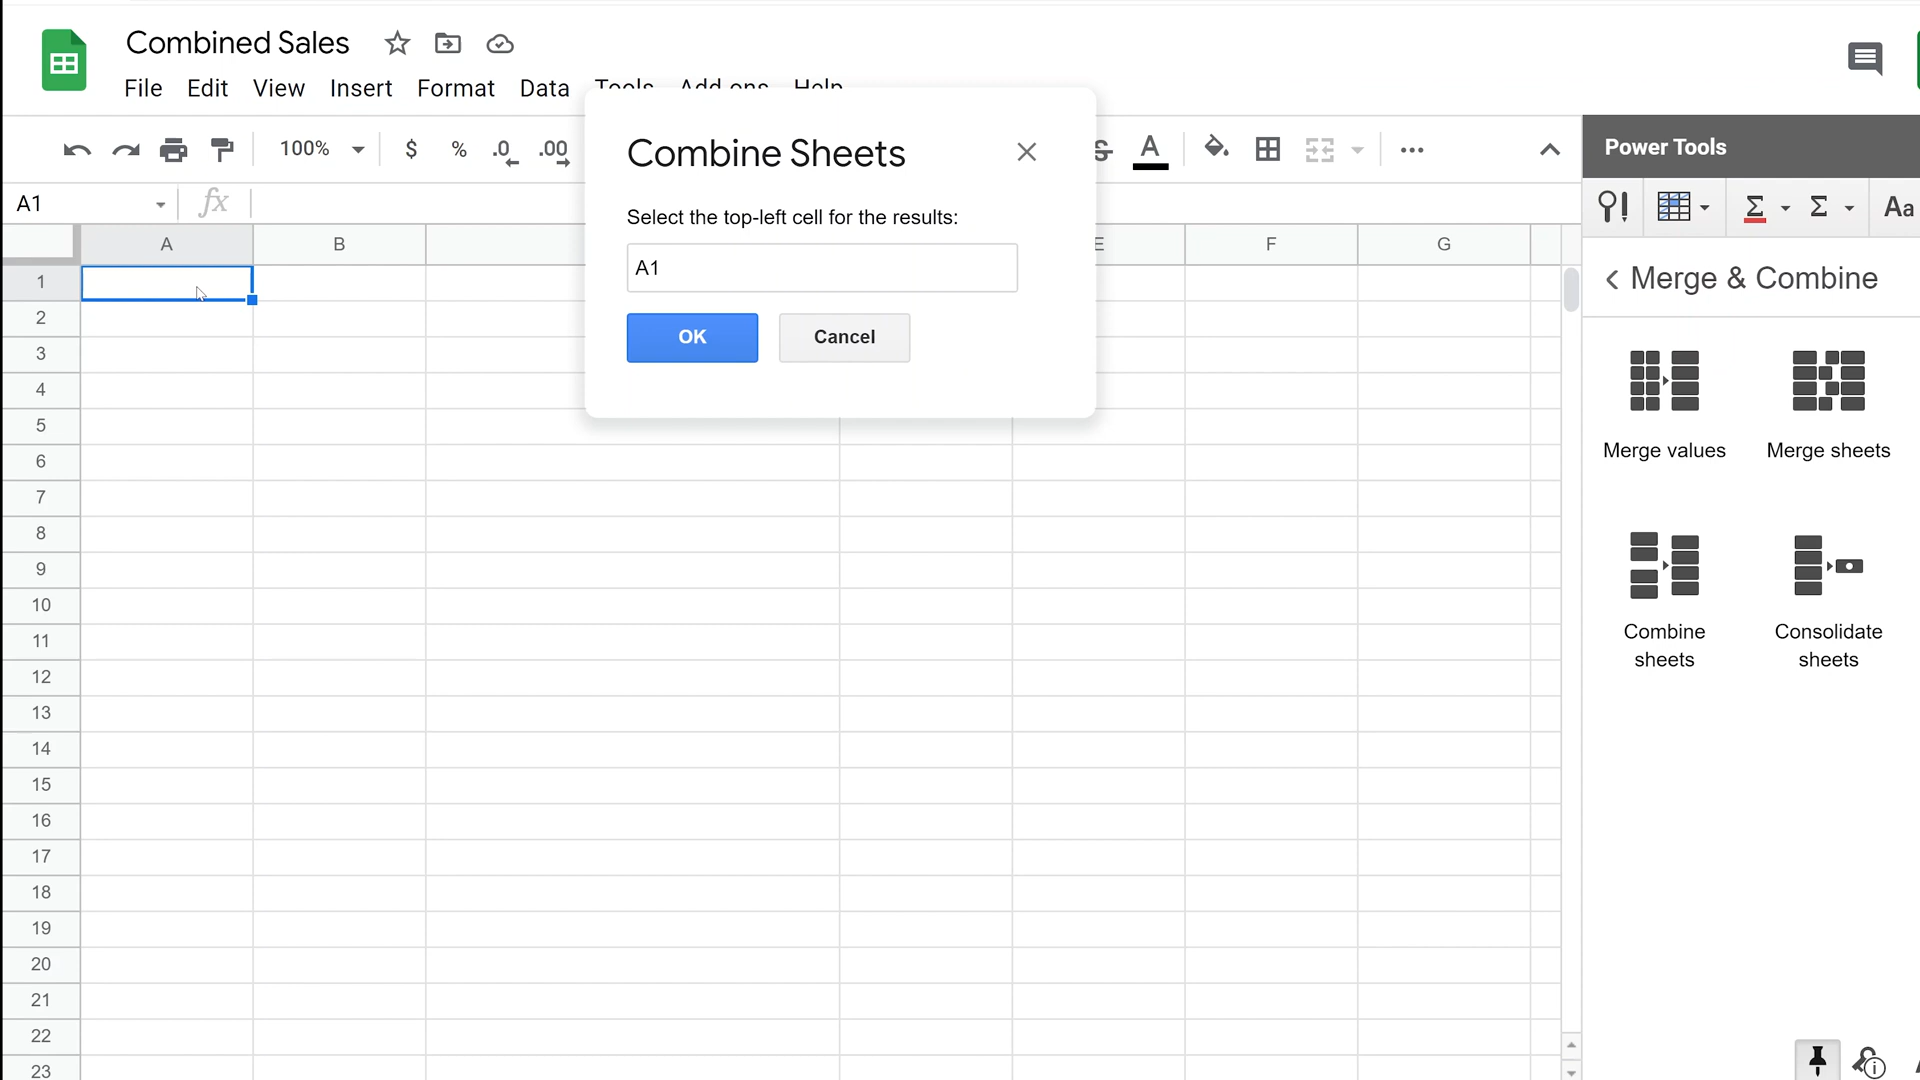 Combined Sales
File Edit View Insert Format Data Tools Add-ons Help
100% $ % .0 .00 S A
A1 fx
Combine Sheets
Select the top-left cell for the results:
A1
OK Cancel
A B E F G
1
2
3
4
5
6
7
8
9
10
11
12
13
14
15
16
17
18
19
20
21
22
23
Power Tools
Σ Σ Aa
Merge & Combine
Merge values Merge sheets
Combine
sheets
Consolidate
sheets